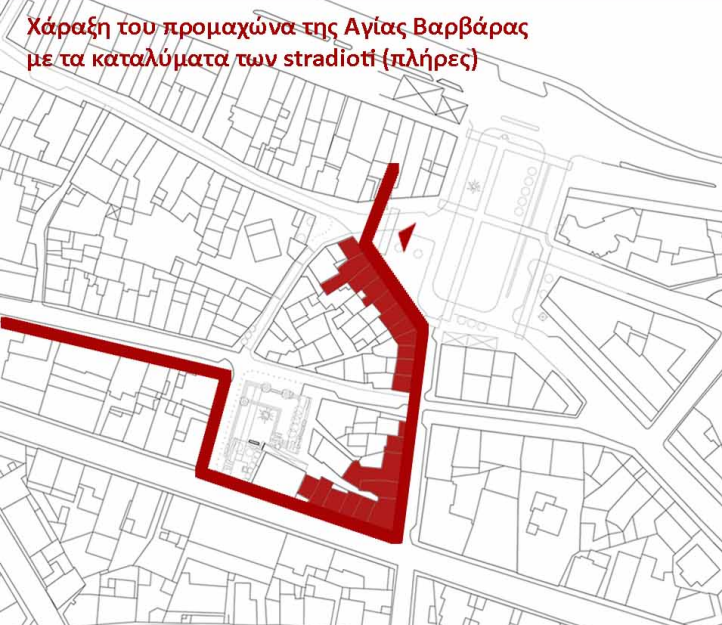 Χάραξη του προμαχώνα της Αγίας Βαρβάρας
με τα καταλύματα των stradioti (πλήρες)